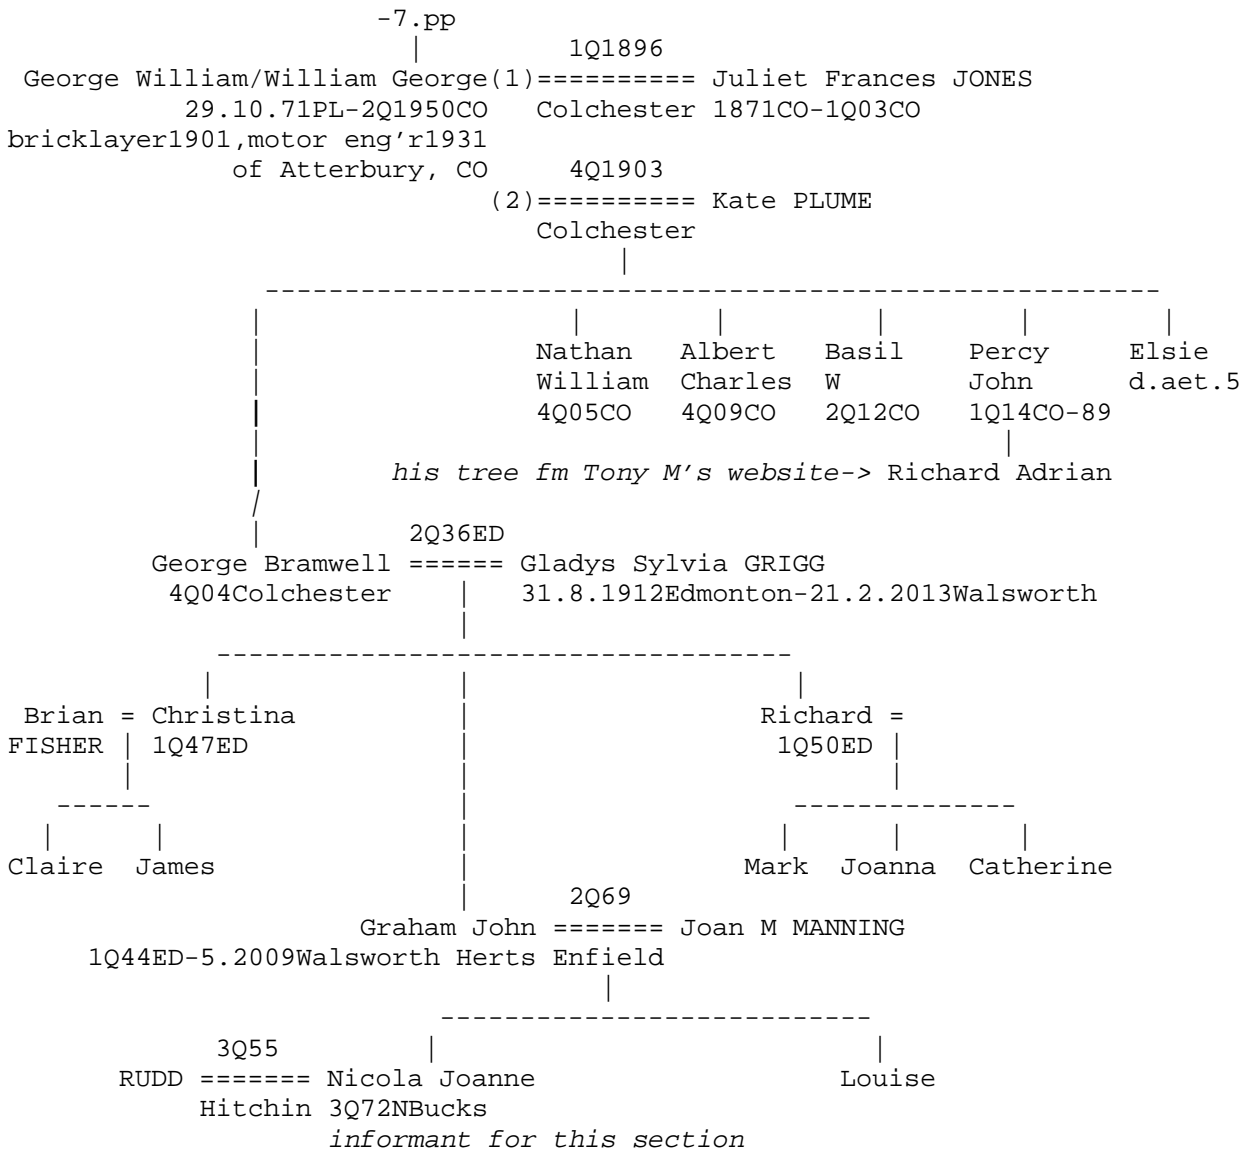 -7.pp
| 1Q1896
George William/William George(1)========== Juliet Frances JONES
29.10.71PL-2Q1950CO Colchester 1871CO-1Q03CO
bricklayer1901,motor eng’r1931
of Atterbury, CO 4Q1903
(2)========== Kate PLUME
Colchester
|
--------------------------------------------------------
| | | | | |
| Nathan Albert Basil Percy Elsie
| William Charles W John d.aet.5
| 4Q05CO 4Q09CO 2Q12CO 1Q14CO-89
| |
| his tree fm Tony M’s website-> Richard Adrian
/
| 2Q36ED
George Bramwell ====== Gladys Sylvia GRIGG
4Q04Colchester | 31.8.1912Edmonton-21.2.2013Walsworth
|
------------------------------------
| | |
Brian = Christina | Richard =
FISHER | 1Q47ED | 1Q50ED |
| | |
------ | --------------
| | | | | |
Claire James | Mark Joanna Catherine
| 2Q69
Graham John ======= Joan M MANNING
1Q44ED-5.2009Walsworth Herts Enfield
|
---------------------------
3Q55 | |
RUDD ======= Nicola Joanne Louise
Hitchin 3Q72NBucks
informant for this section